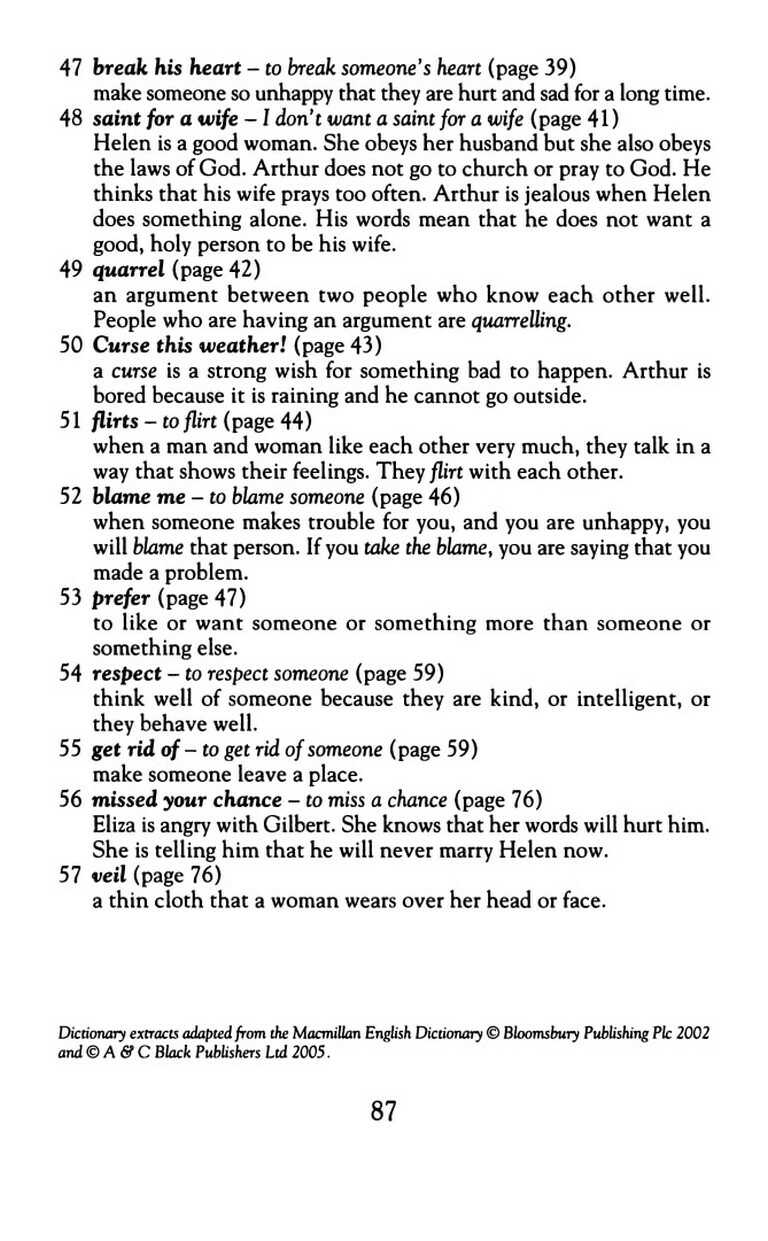 47 break his heart – to break someone's heart (page 39)
make someone so unhappy that they are hurt and sad for a long time.
48 saint for a wife – I don't want a saint for a wife (page 41)
Helen is a good woman. She obeys her husband but she also obeys
the laws of God. Arthur does not go to church or pray to God. He
thinks that his wife prays too often. Arthur is jealous when Helen
does something alone. His words mean that he does not want a
good, holy person to be his wife.
49 quarrel (page 42)
an argument between two people who know each other well.
People who are having an argument are quarrelling.
50 Curse this weather! (page 43)
a curse is a strong wish for something bad to happen. Arthur is
bored because it is raining and he cannot go outside.
51 flirts – to flirt (page 44)
when a man and woman like each other very much, they talk in a
way that shows their feelings. They flirt with each other.
52 blame me – to blame someone (page 46)
when someone makes trouble for you, and you are unhappy, you
will blame that person. If you take the blame, you are saying that you
made a problem.
53 prefer (page 47)
to like or want someone or something more than someone or
something else.
54 respect – to respect someone (page 59)
think well of someone because they are kind, or intelligent, or
they behave well.
55 get rid of – to get rid of someone (page 59)
make someone leave a place.
56 missed your chance – to miss a chance (page 76)
Eliza is angry with Gilbert. She knows that her words will hurt him.
She is telling him that he will never marry Helen now.
57 veil (page 76)
a thin cloth that a woman wears over her head or face.
Dictionary extracts adapted from the Macmillan English Dictionary © Bloomsbury Publishing Plc 2002
and © A & C Black Publishers Ltd 2005.
87